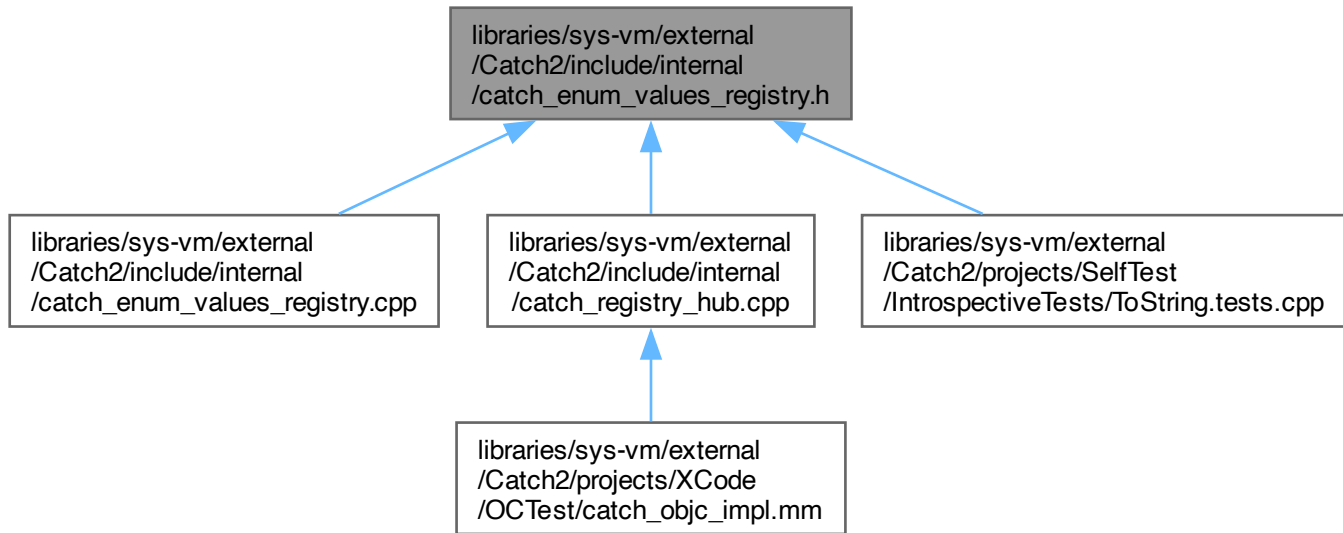 libraries/sys-vm/external
/Catch2/include/internal
/catch_enum_values_registry.h
libraries/sys-vm/external
/Catch2/include/internal
/catch_enum_values_registry.cpp
libraries/sys-vm/external
/Catch2/include/internal
/catch_registry_hub.cpp
libraries/sys-vm/external
/Catch2/projects/SelfTest
/IntrospectiveTests/ToString.tests.cpp
libraries/sys-vm/external
/Catch2/projects/XCode
/OCTest/catch_objc_impl.mm